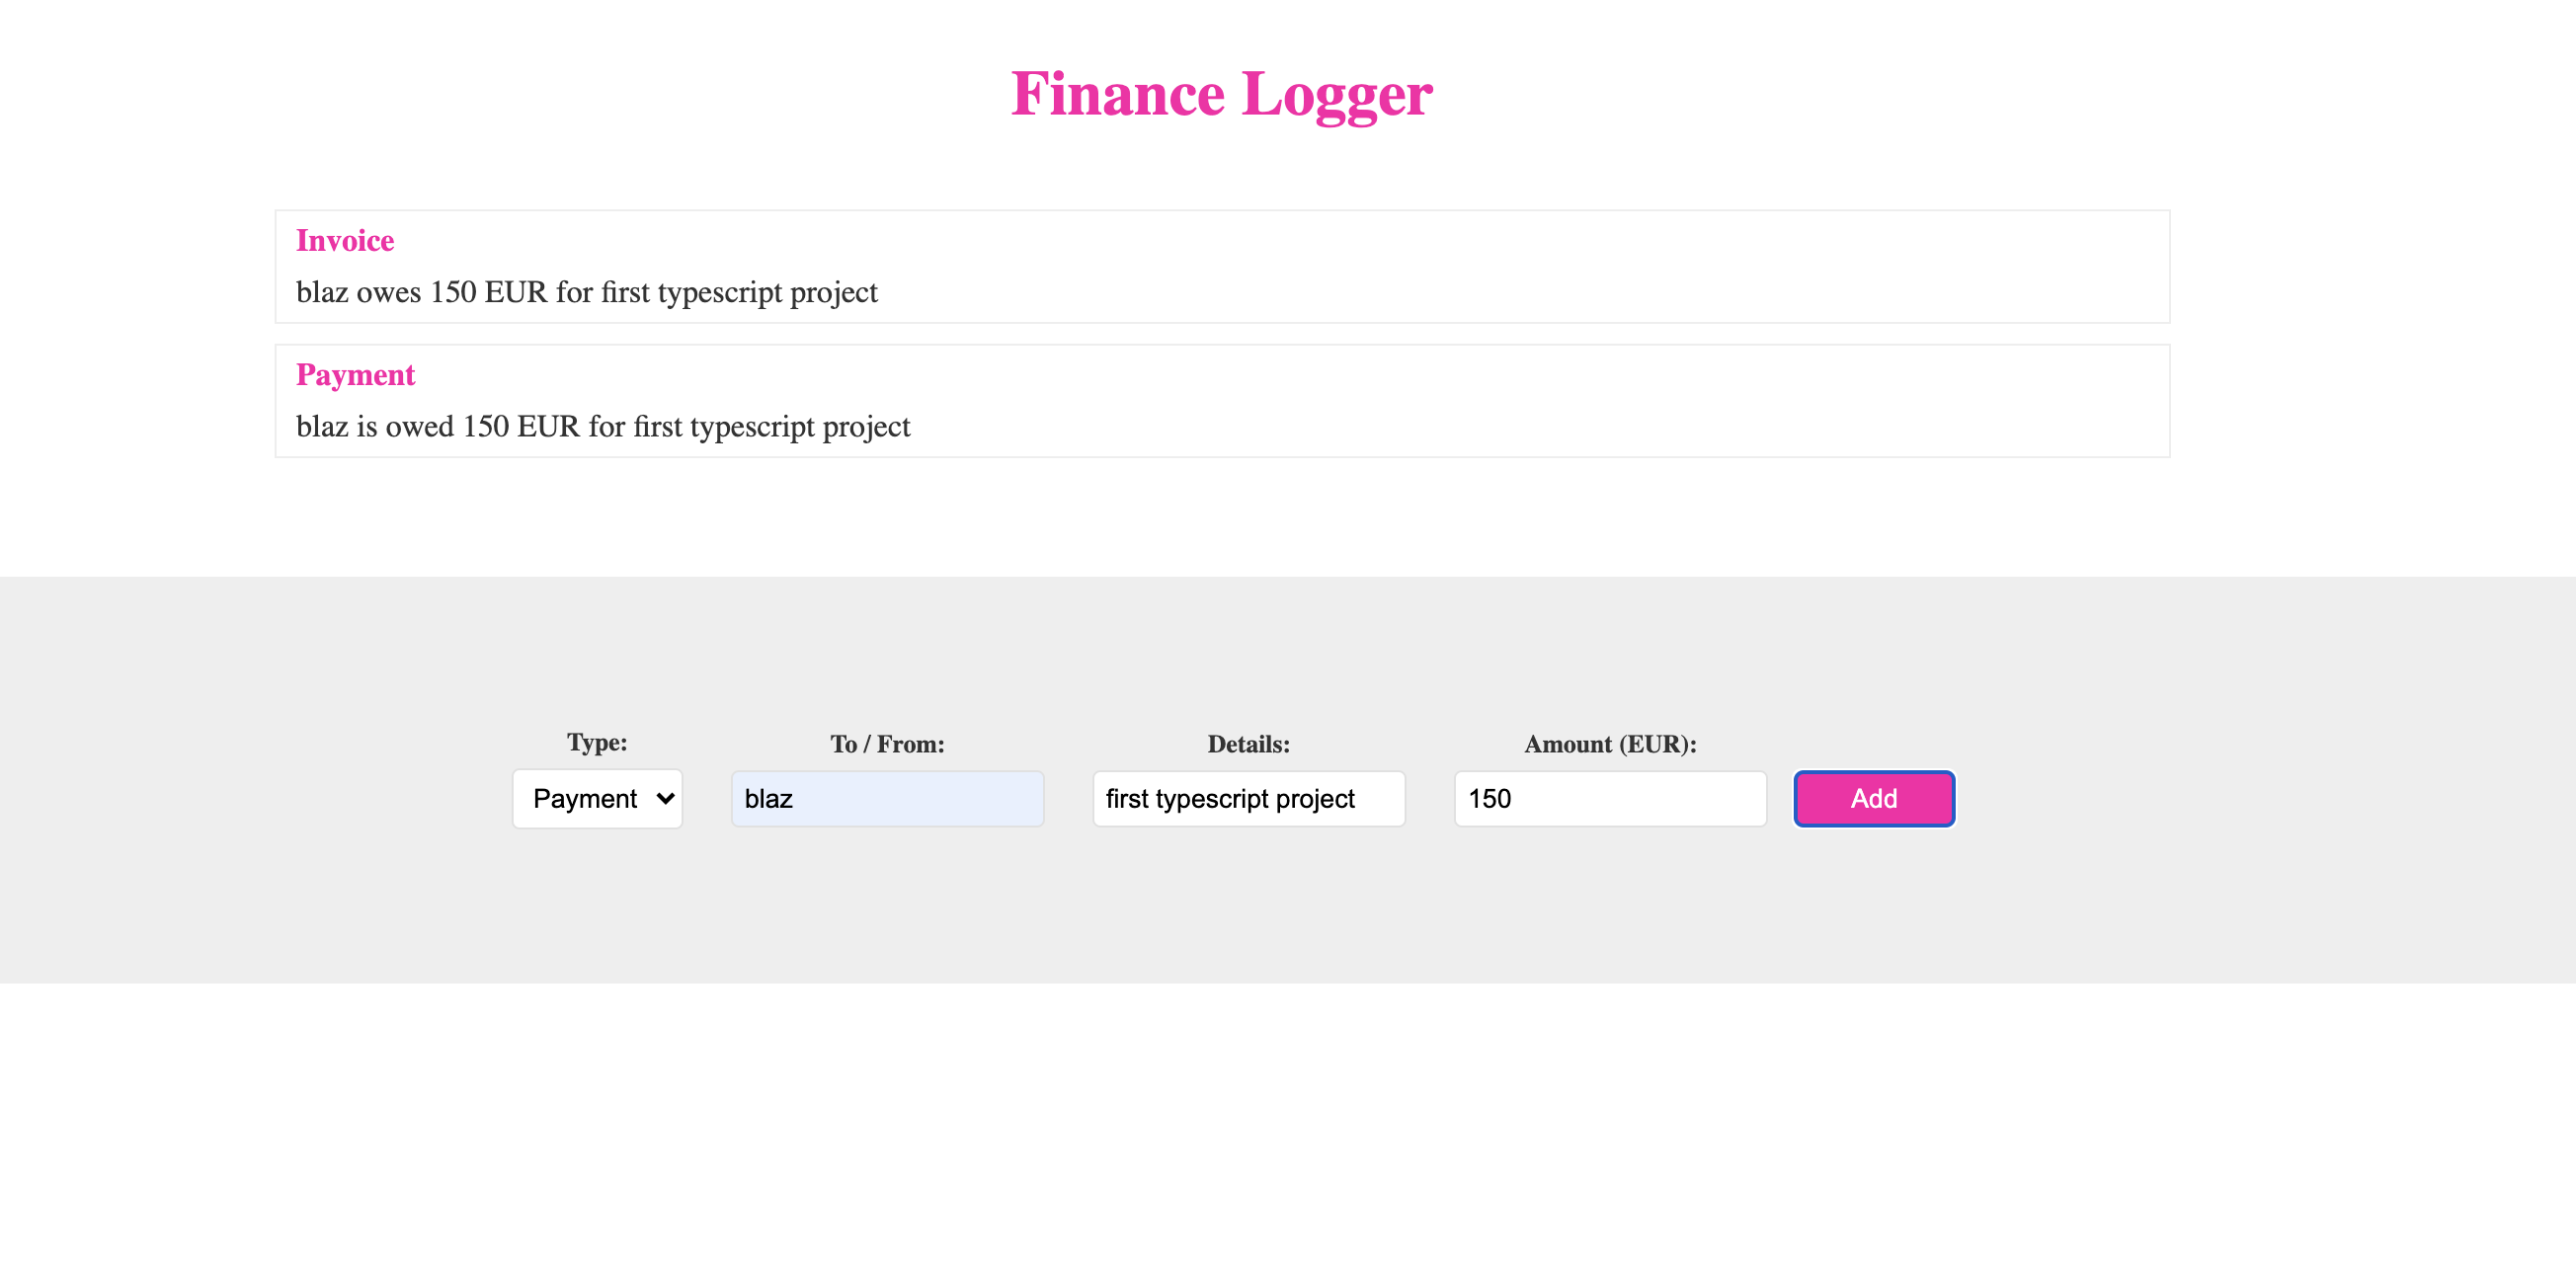 Finance Logger
Invoice
blaz owes 150 EUR for first typescript project
Payment
blaz is owed 150 EUR for first typescript project
Type: To / From: Details: Amount (EUR):
Payment blaz first typescript project 150 Add